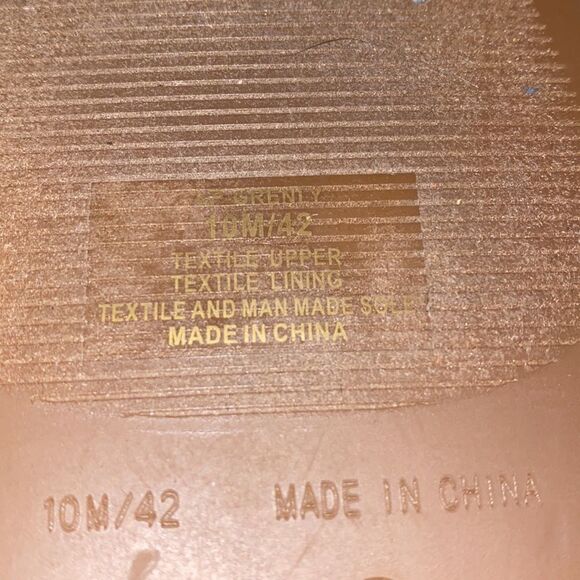 GRENLY
10M/42
TEXTILE UPPER
TEXTILE LINING
TEXTILE AND MAN MADE SOLE
MADE IN CHINA
10M/42 MADE IN CHINA